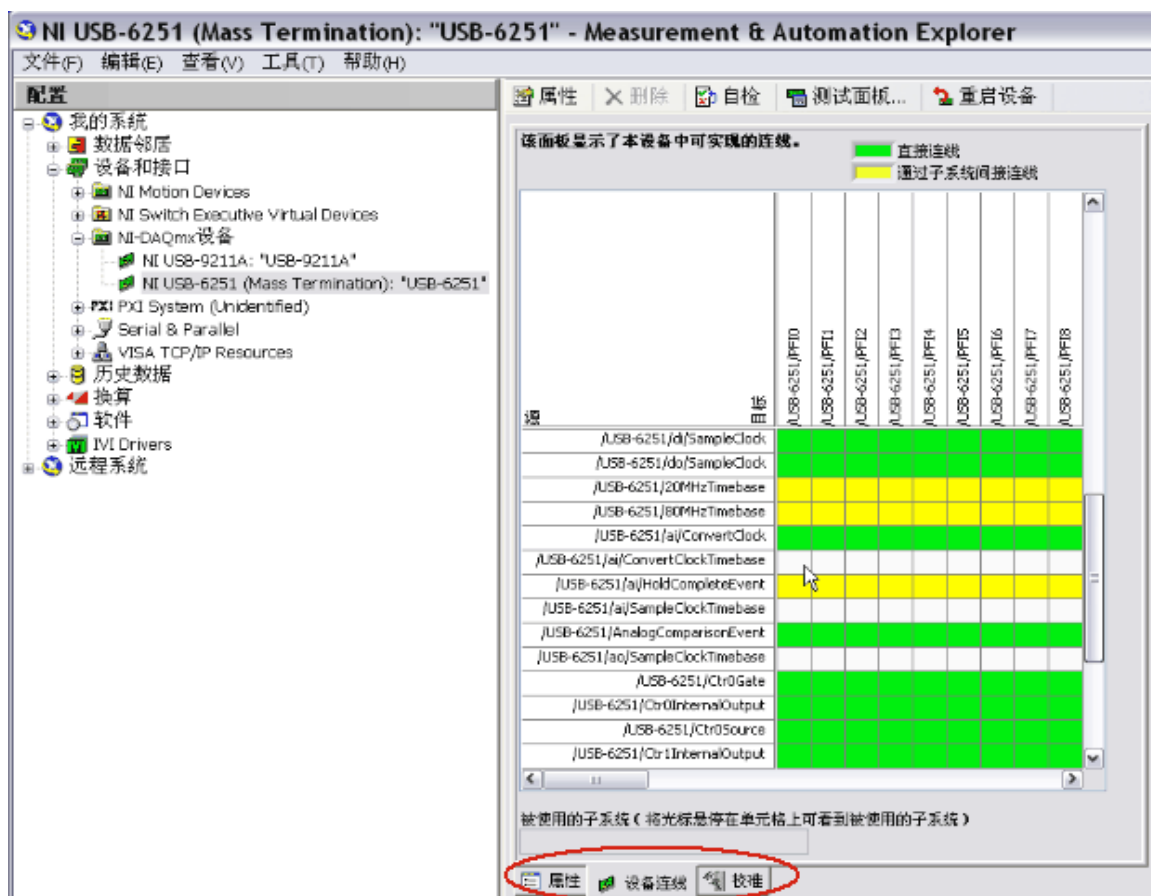 NI USB-6251 (Mass Termination): "USB-6251" - Measurement & Automation Explorer
文件(F) 编辑(E) 查看(V) 工具(T) 帮助(H)
配置
我的系统
数据邻居
设备和接口
NI Motion Devices
NI Switch Executive Virtual Devices
NI-DAQmx设备
NI USB-9211A: "USB-9211A"
NI USB-6251 (Mass Termination): "USB-6251"
PXI PXI System (Unidentified)
Serial & Parallel
VISA TCP/IP Resources
历史数据
换算
软件
IVI IVI Drivers
远程系统
属性 删除 自检 测试面板... 重启设备
该面板显示了本设备中可实现的连线。
直接连线
通过子系统间接连线
源 目标
/USB-6251/PFI0
/USB-6251/PFI1
/USB-6251/PFI2
/USB-6251/PFI3
/USB-6251/PFI4
/USB-6251/PFI5
/USB-6251/PFI6
/USB-6251/PFI7
/USB-6251/PFI8
/USB-6251/di/SampleClock
/USB-6251/do/SampleClock
/USB-6251/20MHzTimebase
/USB-6251/80MHzTimebase
/USB-6251/ai/ConvertClock
/USB-6251/ai/ConvertClockTimebase
/USB-6251/ai/HoldCompleteEvent
/USB-6251/ai/SampleClockTimebase
/USB-6251/AnalogComparisonEvent
/USB-6251/ao/SampleClockTimebase
/USB-6251/Ctr0Gate
/USB-6251/Ctr0InternalOutput
/USB-6251/Ctr0Source
/USB-6251/Ctr1InternalOutput
被使用的子系统(将光标悬停在单元格上可看到被使用的子系统)
属性 设备连线 校准